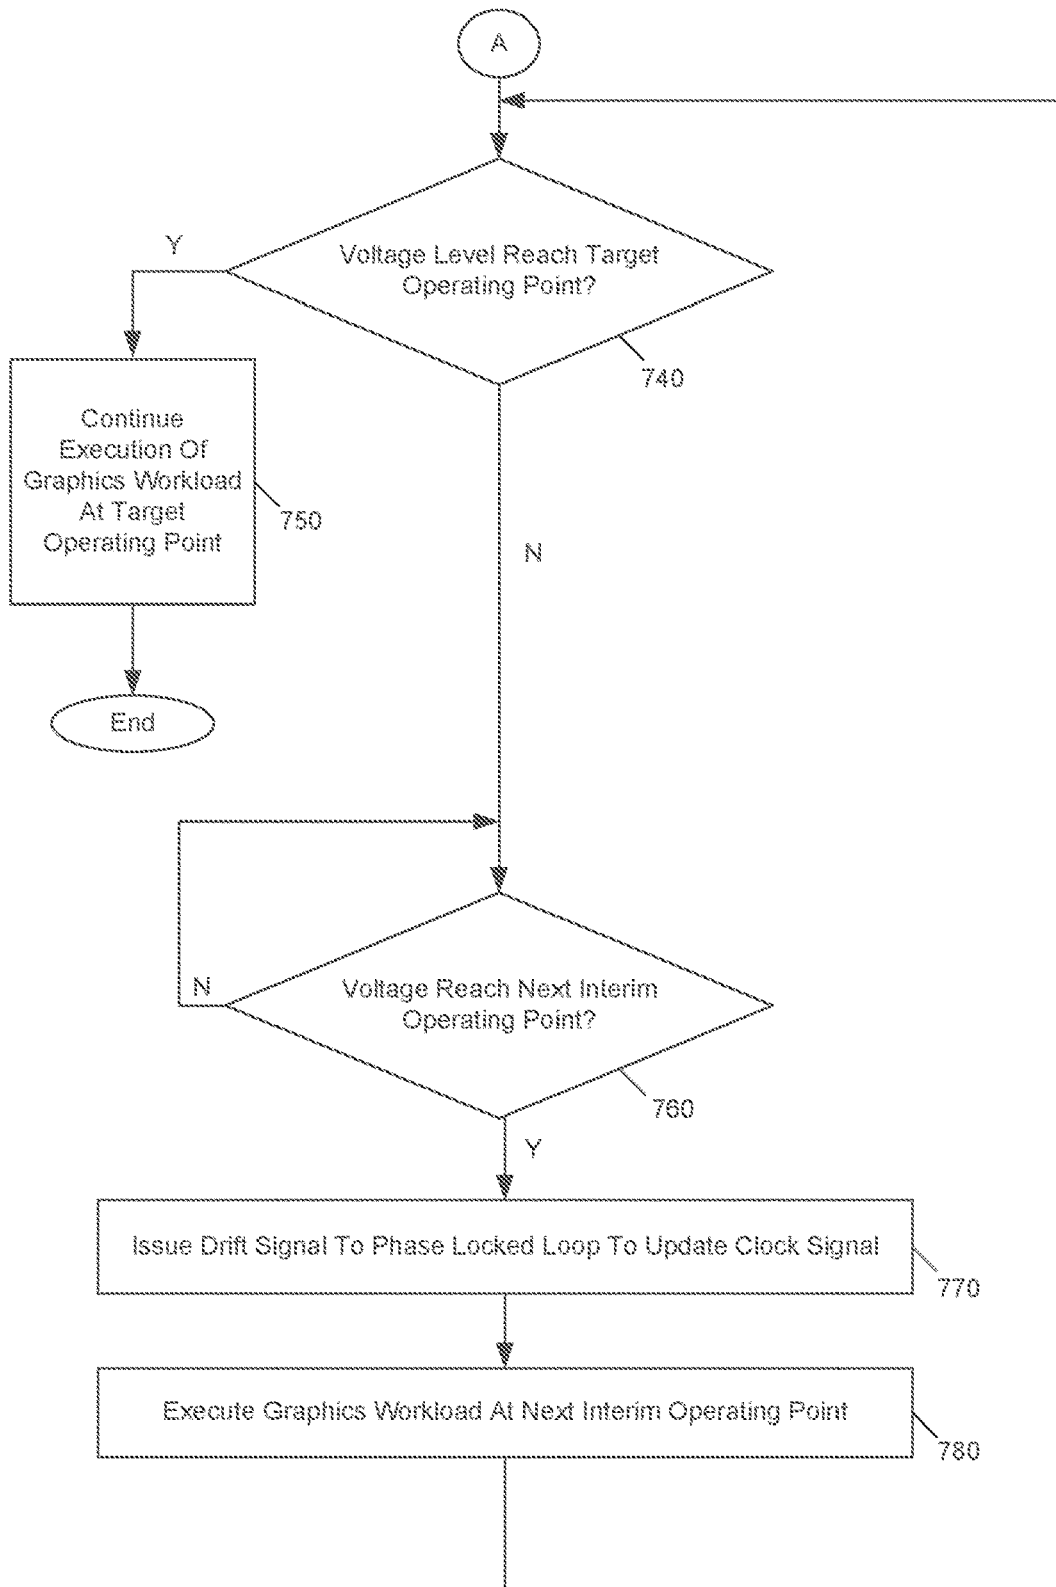 A
Voltage Level Reach Target
Operating Point?
Y
740
Continue
Execution Of
Graphics Workload
At Target
Operating Point
750
N
End
Voltage Reach Next Interim
Operating Point?
N
760
Y
Issue Drift Signal To Phase Locked Loop To Update Clock Signal
770
Execute Graphics Workload At Next Interim Operating Point
780